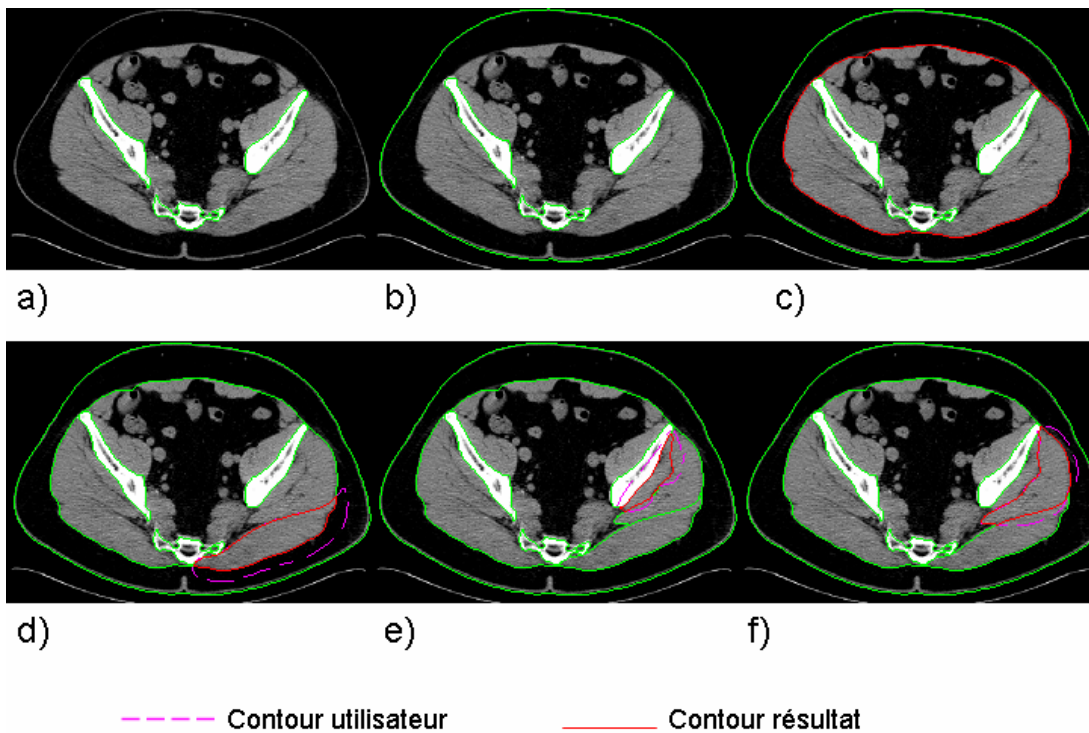 a) b) c)
d) e) f)
Contour utilisateur Contour résultat